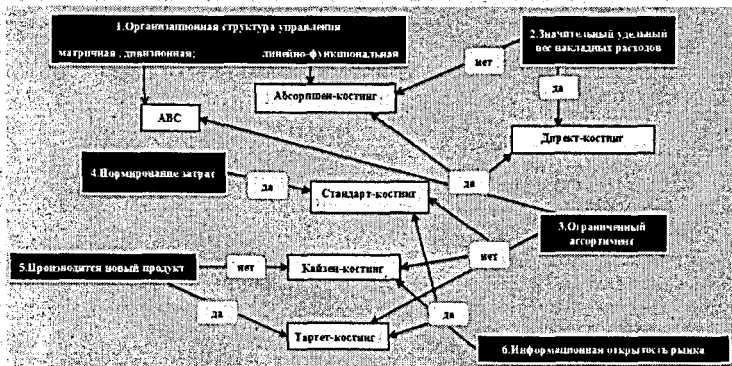 1.Организационная структура управления
матричная , дивизионная;
линейно-функциональная
2.Значительный удельный
вес накладных расходов
нет
Абсорпшен-костинг
да
АВС
Директ-костинг
4.Нормирование затрат
да
да
Стандарт-костинг
3.Ограниченный
ассортимент
нет
5.Производится новый продукт
нет
Кайзен-костинг
да
да
Таргет-костинг
6.Информационная открытость рынка